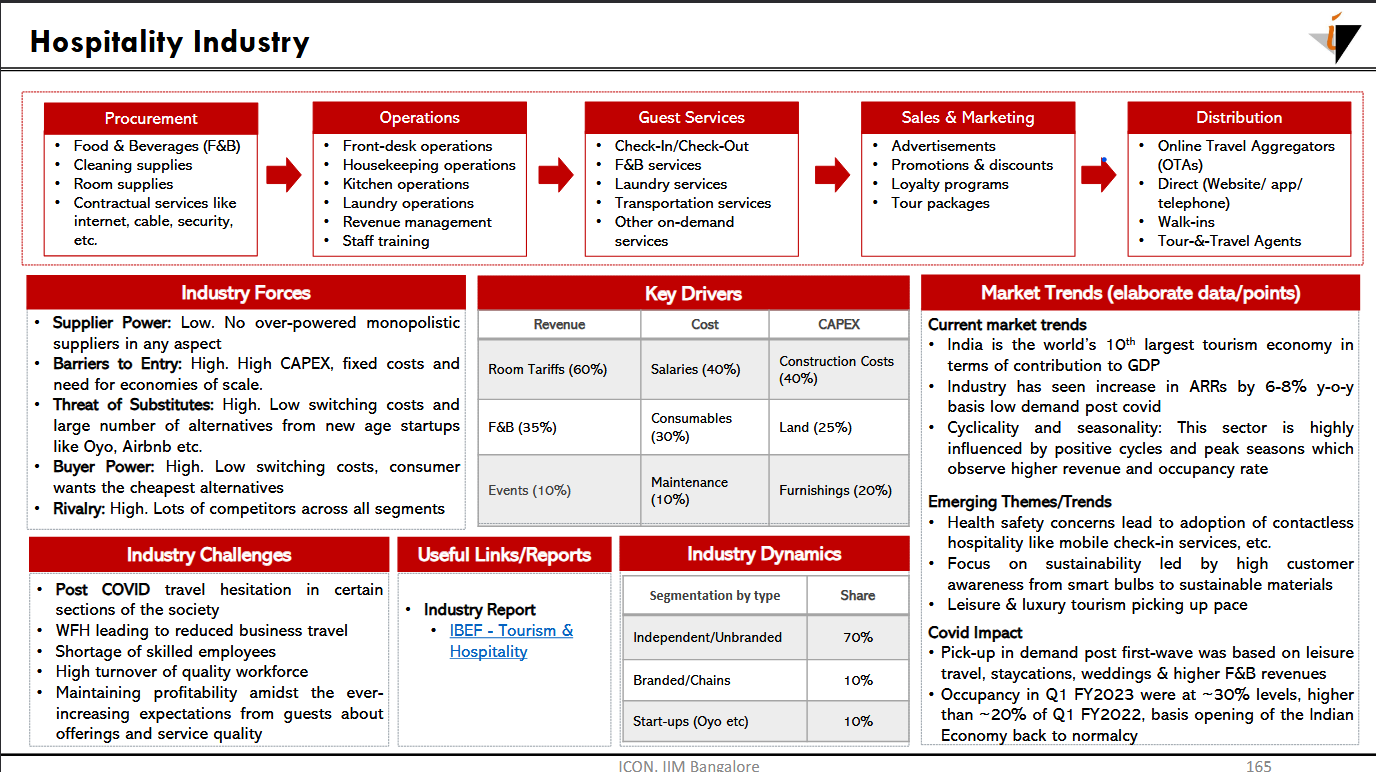 Hospitality Industry
Procurement
• Food & Beverages (F&B)
• Cleaning supplies
• Room supplies
• Contractual services like
internet, cable, security,
etc.
Operations
• Front-desk operations
• Housekeeping operations
• Kitchen operations
• Laundry operations
• Revenue management
• Staff training
Guest Services
• Check-In/Check-Out
• F&B services
• Laundry services
• Transportation services
• Other on-demand
services
Sales & Marketing
• Advertisements
• Promotions & discounts
• Loyalty programs
• Tour packages
Distribution
• Online Travel Aggregators
(OTAs)
• Direct (Website/ app/
telephone)
• Walk-ins
• Tour-&-Travel Agents
Industry Forces
• Supplier Power: Low. No over-powered monopolistic
suppliers in any aspect
• Barriers to Entry: High. High CAPEX, fixed costs and
need for economies of scale.
• Threat of Substitutes: High. Low switching costs and
large number of alternatives from new age startups
like Oyo, Airbnb etc.
• Buyer Power: High. Low switching costs, consumer
wants the cheapest alternatives
• Rivalry: High. Lots of competitors across all segments
Key Drivers
Revenue Cost CAPEX
Room Tariffs (60%) Salaries (40%) Construction Costs
(40%)
F&B (35%) Consumables
(30%) Land (25%)
Events (10%) Maintenance
(10%) Furnishings (20%)
Market Trends (elaborate data/points)
Current market trends
• India is the world's 10th largest tourism economy in
terms of contribution to GDP
• Industry has seen increase in ARRs by 6-8% y-o-y
basis low demand post covid
• Cyclicality and seasonality: This sector is highly
influenced by positive cycles and peak seasons which
observe higher revenue and occupancy rate
Emerging Themes/Trends
• Health safety concerns lead to adoption of contactless
hospitality like mobile check-in services, etc.
• Focus on sustainability led by high customer
awareness from smart bulbs to sustainable materials
• Leisure & luxury tourism picking up pace
Covid Impact
• Pick-up in demand post first-wave was based on leisure
travel, staycations, weddings & higher F&B revenues
• Occupancy in Q1 FY2023 were at ~30% levels, higher
than ~20% of Q1 FY2022, basis opening of the Indian
Economy back to normalcy
Industry Challenges
• Post COVID travel hesitation in certain
sections of the society
• WFH leading to reduced business travel
• Shortage of skilled employees
• High turnover of quality workforce
• Maintaining profitability amidst the ever-
increasing expectations from guests about
offerings and service quality
Useful Links/Reports
• Industry Report
• IBEF - Tourism &
Hospitality
Industry Dynamics
Segmentation by type Share
Independent/Unbranded 70%
Branded/Chains 10%
Start-ups (Oyo etc) 10%
ICON, IIM Bangalore
165